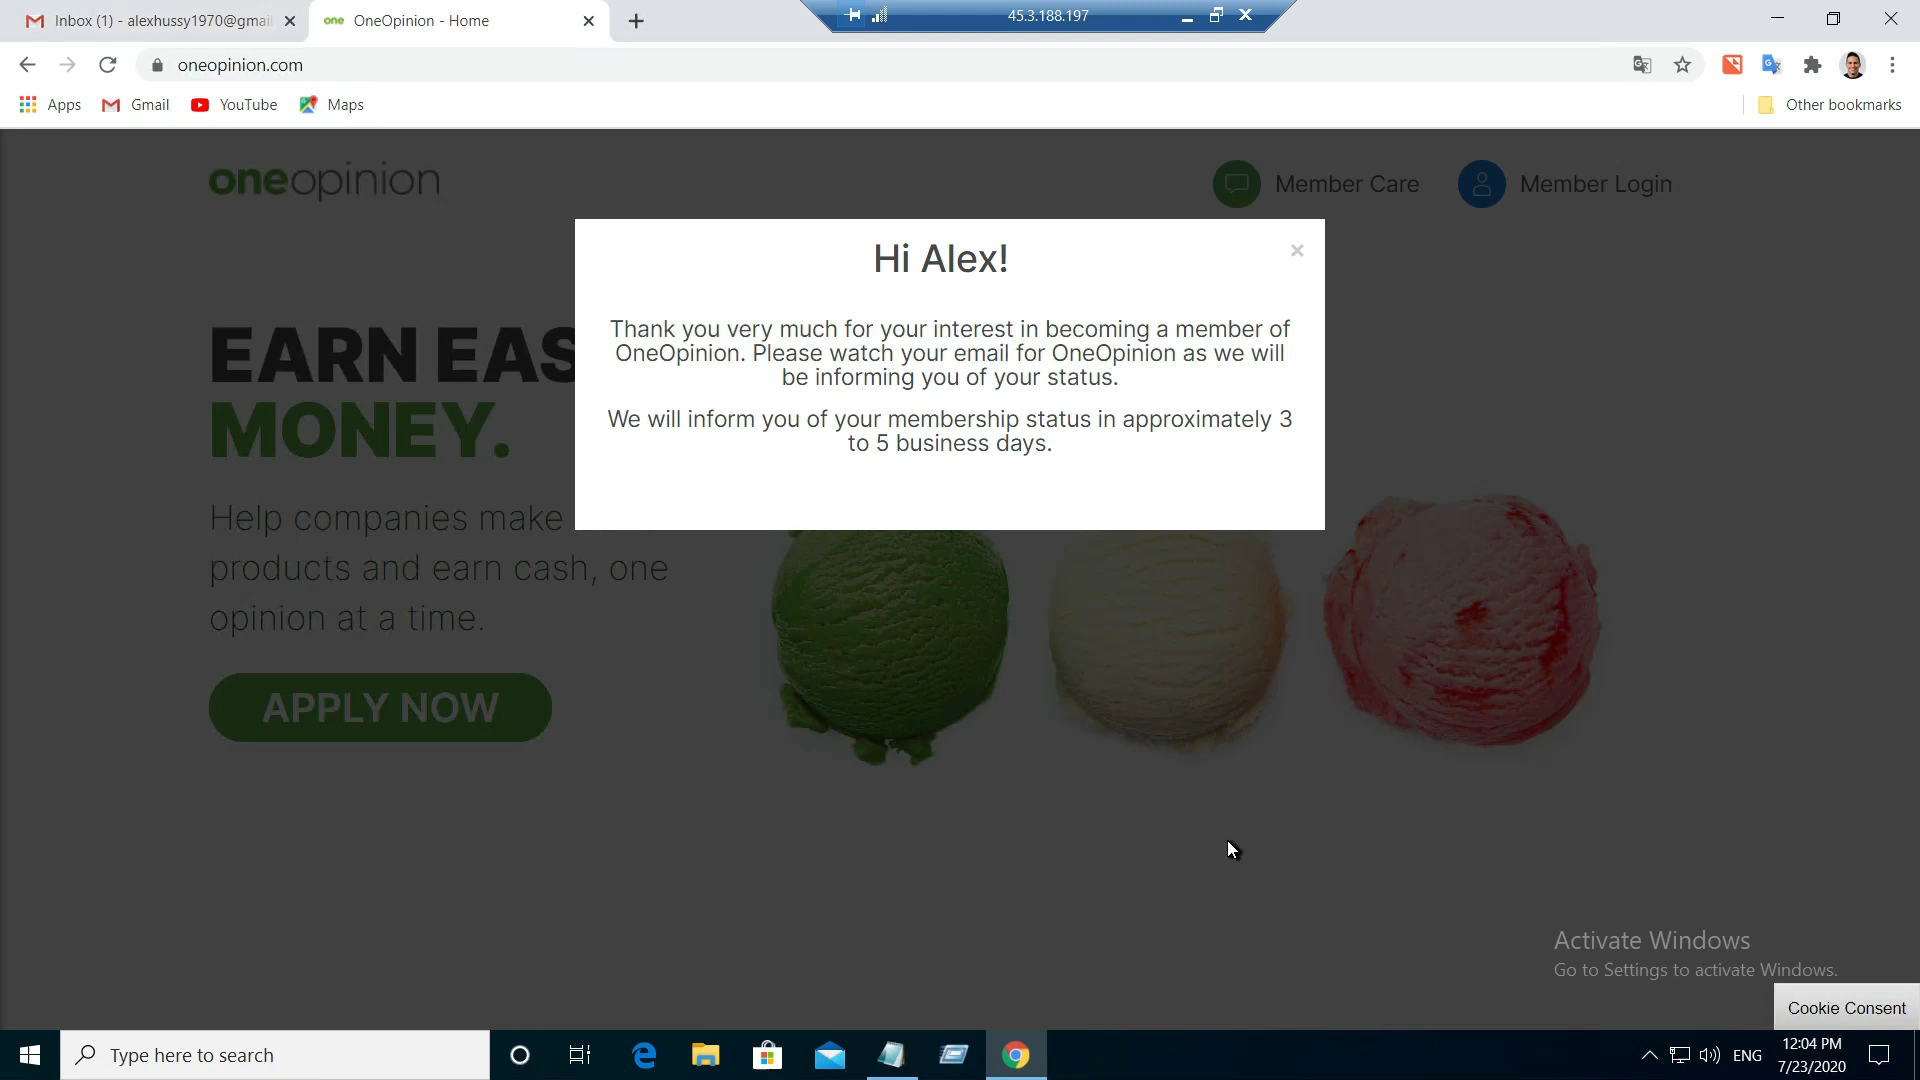 Inbox (1) - alexhussy1970@gmai
OneOpinion - Home
45.3.188.197
oneopinion.com
Apps
Gmail
YouTube
Maps
Other bookmarks
oneopinion
Member Care
Member Login
Hi Alex!
×
Thank you very much for your interest in becoming a member of
OneOpinion. Please watch your email for OneOpinion as we will
be informing you of your status.
We will inform you of your membership status in approximately 3
to 5 business days.
EARN EAS
MONEY.
Help companies make
products and earn cash, one
opinion at a time.
APPLY NOW
Activate Windows
Go to Settings to activate Windows.
Cookie Consent
Type here to search
ENG
12:04 PM
7/23/2020